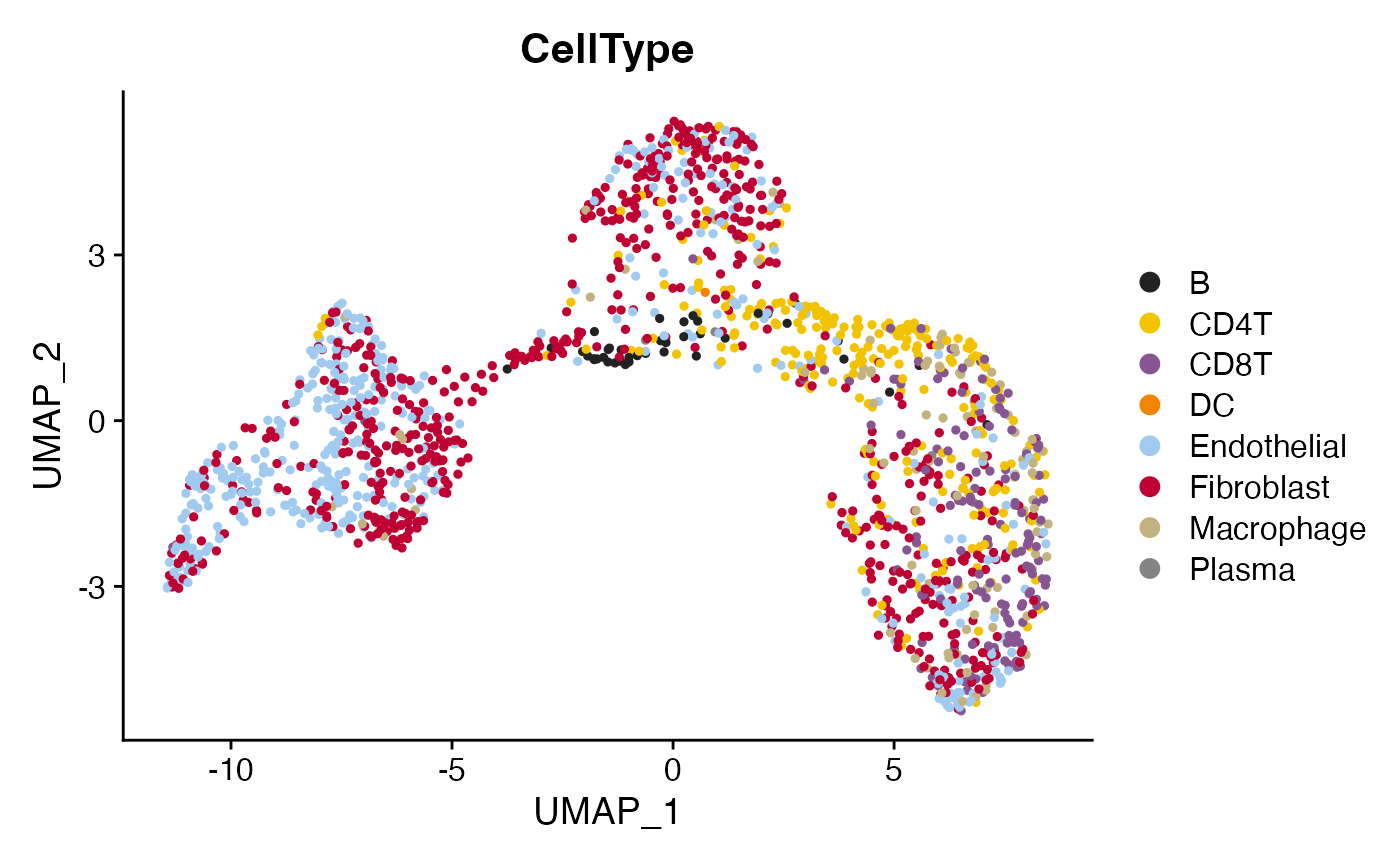 CellType
UMAP_2
3
0
-3
-10
-5
0
5
UMAP_1
B
CD4T
CD8T
DC
Endothelial
Fibroblast
Macrophage
Plasma